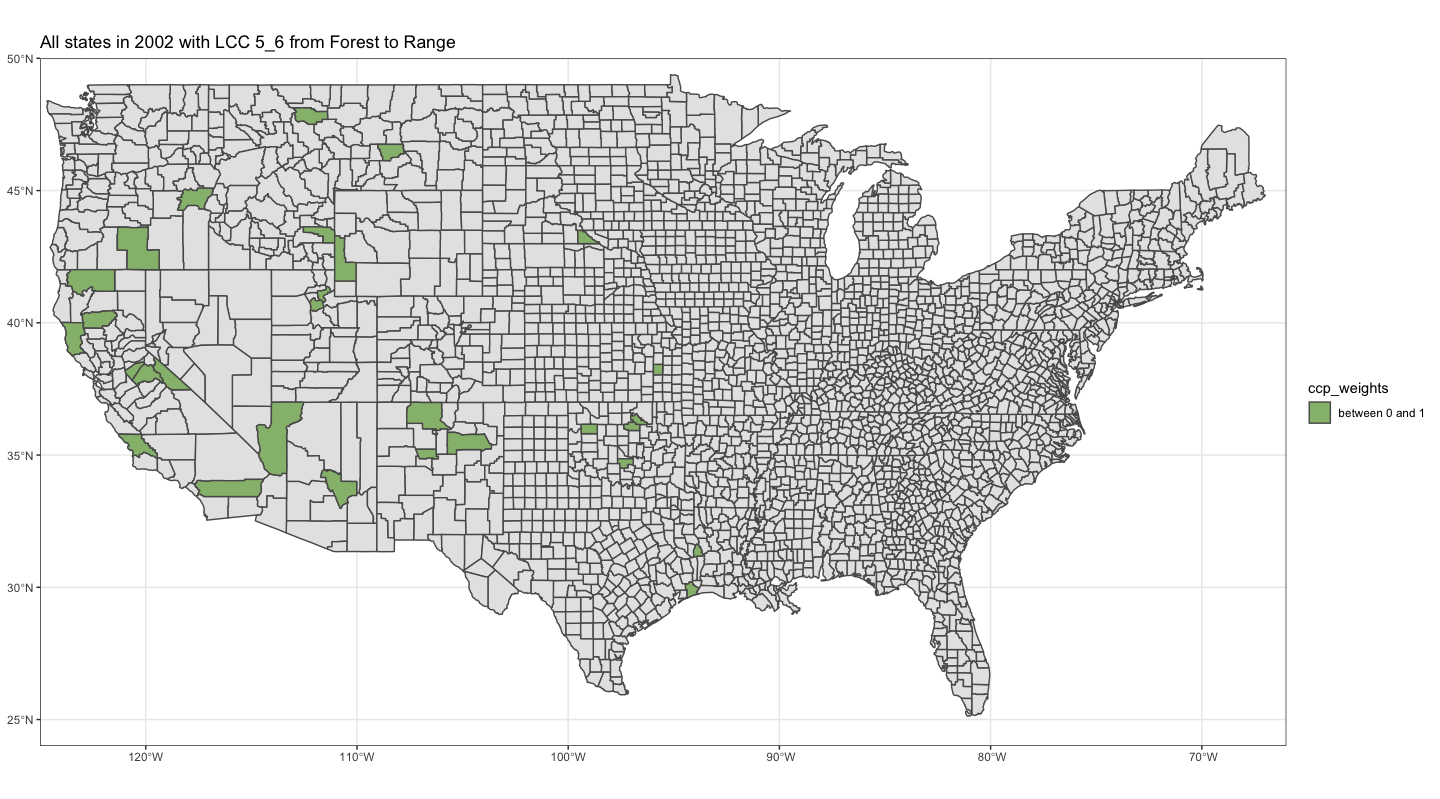 All states in 2002 with LCC 5_6 from Forest to Range
50°N
45°N
40°N
35°N
30°N
25°N
120°W
110°W
100°W
90°W
80°W
70°W
ccp_weights
between 0 and 1